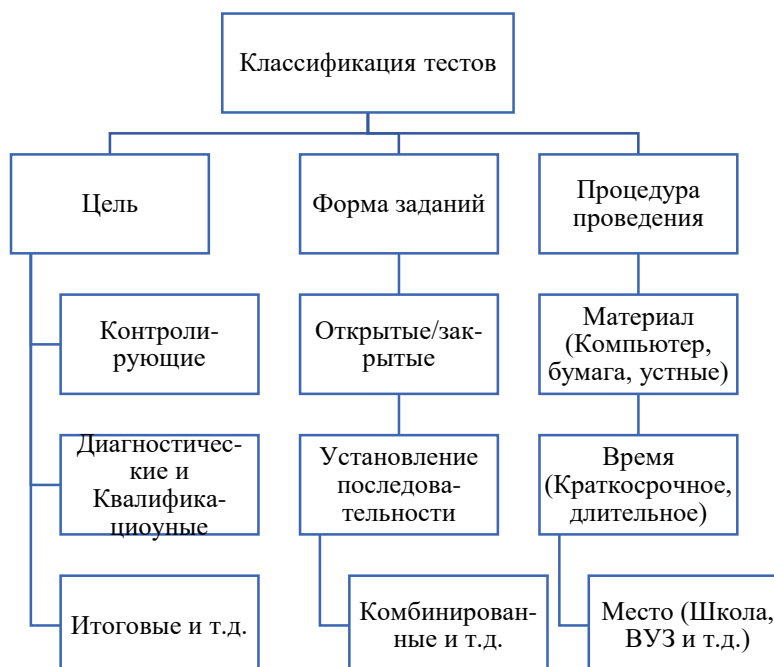 Классификация тестов
Цель
Форма заданий
Процедура
проведения
Контроли-
рующие
Открытые/зак-
рытые
Материал
(Компьютер,
бумага, устные)
Диагностичес-
кие и
Квалифика-
циоуные
Установление
последова-
тельности
Время
(Краткосрочное,
длительное)
Итоговые и т.д.
Комбинирован-
ные и т.д.
Место (Школа,
ВУЗ и т.д.)